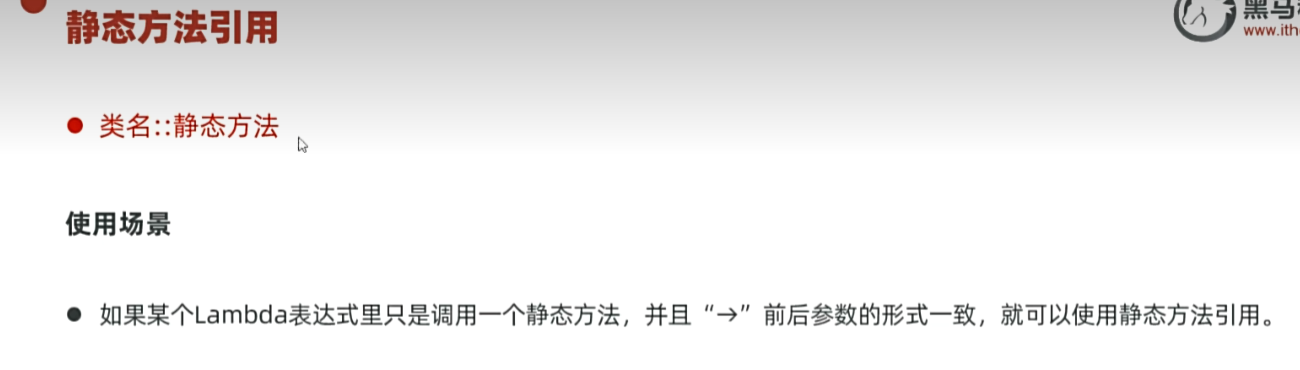 静态方法引用
黑马
www.ith
类名::静态方法
使用场景
如果某个Lambda表达式里只是调用一个静态方法，并且“→”前后参数的形式一致，就可以使用静态方法引用。